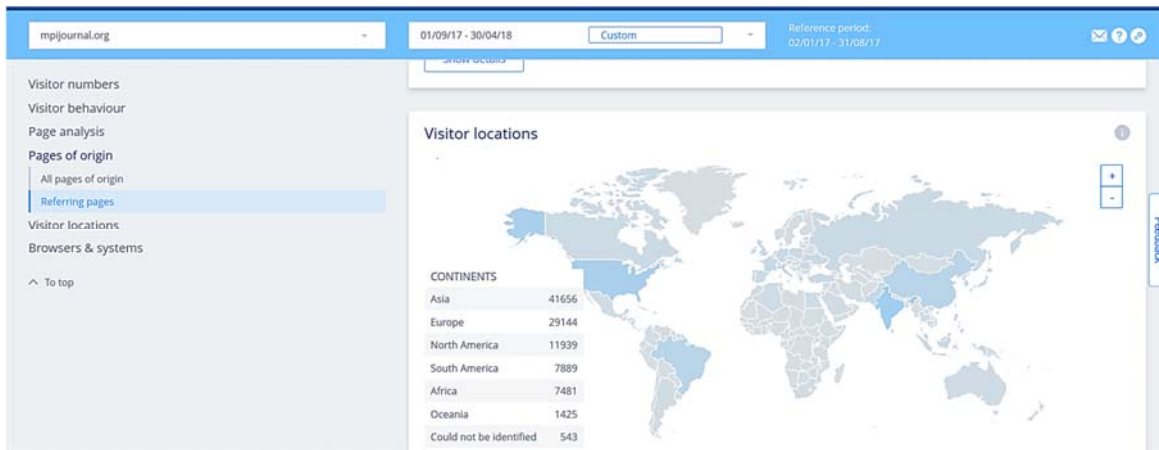 mpijournal.org
01/09/17 - 30/04/18
Custom
Reference period:
02/01/17 - 31/08/17
Show details
Visitor numbers
Visitor behaviour
Page analysis
Pages of origin
All pages of origin
Referring pages
Visitor locations
Browsers & systems
To top
Visitor locations
+
-
Feedback
CONTINENTS
Asia 41656
Europe 29144
North America 11939
South America 7889
Africa 7481
Oceania 1425
Could not be identified 543